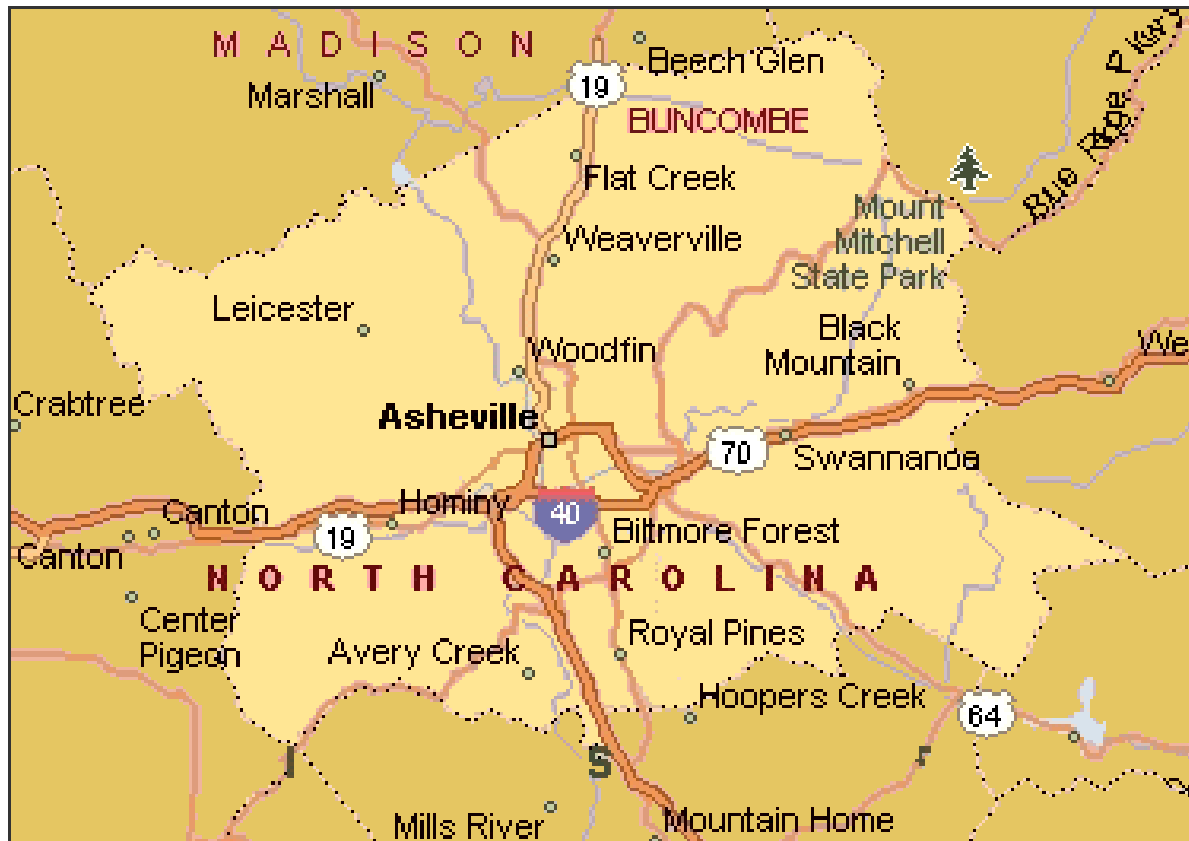 MADISON
Beech Glen
Marshall
19
BUNCOMBE
Blue Ridge Pkwy
Flat Creek
Mount
Mitchell
State Park
Weaverville
Leicester
Black
Mountain
Woodfin
We
Crabtree
Asheville
70
Swannanoa
Canton
Hominy
40
19
Biltmore Forest
Canton
NORTH CAROLINA
Center
Pigeon
Royal Pines
Avery Creek
Hoopers Creek
64
I
S
Mills River
Mountain Home